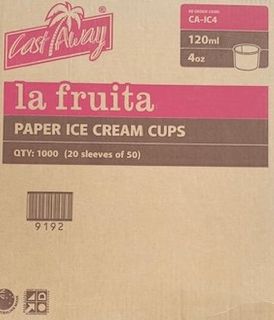 Cast Away
RE-ORDER CODE:
CA-IC4
120ml
4oz
la fruita
PAPER ICE CREAM CUPS
QTY: 1000 (20 sleeves of 50)
9192